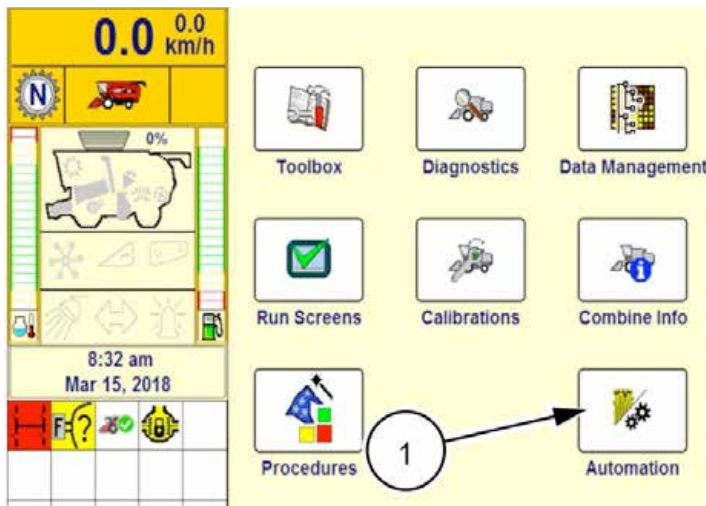 0.0 0.0
km/h
N
0%
Toolbox
Diagnostics
Data Management
Run Screens
Calibrations
Combine Info
8:32 am
Mar 15, 2018
F ?
1
Procedures
Automation